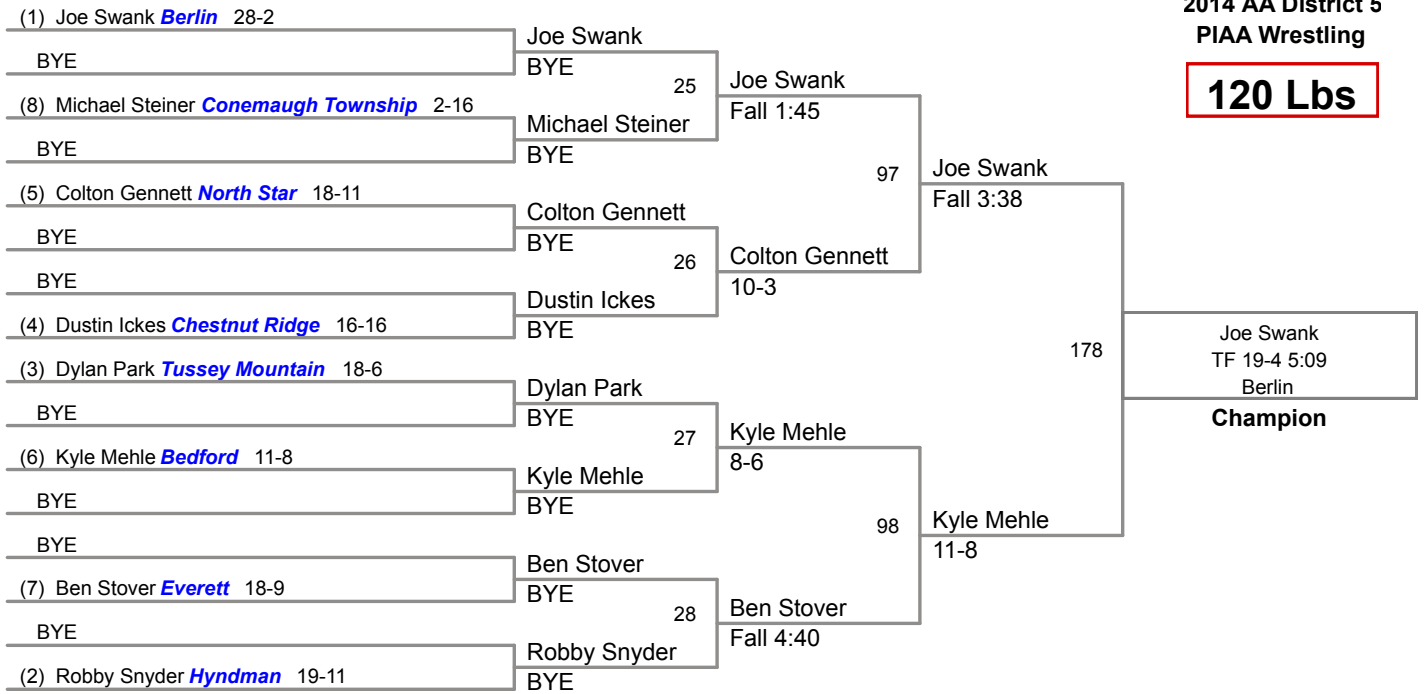 2014 AA District 5
PIAA Wrestling
120 Lbs
(1) Joe Swank Berlin 28-2
BYE
(8) Michael Steiner Conemaugh Township 2-16
BYE
(5) Colton Gennett North Star 18-11
BYE
BYE
(4) Dustin Ickes Chestnut Ridge 16-16
(3) Dylan Park Tussey Mountain 18-6
BYE
(6) Kyle Mehle Bedford 11-8
BYE
BYE
(7) Ben Stover Everett 18-9
BYE
(2) Robby Snyder Hyndman 19-11
Joe Swank
BYE
25
Michael Steiner
BYE
Colton Gennett
BYE
26
Dustin Ickes
BYE
Dylan Park
BYE
27
Kyle Mehle
BYE
Ben Stover
BYE
28
Robby Snyder
BYE
Joe Swank
Fall 1:45
97
Colton Gennett
10-3
Kyle Mehle
8-6
98
Ben Stover
Fall 4:40
Joe Swank
Fall 3:38
178
Kyle Mehle
11-8
Joe Swank
TF 19-4 5:09
Berlin
Champion